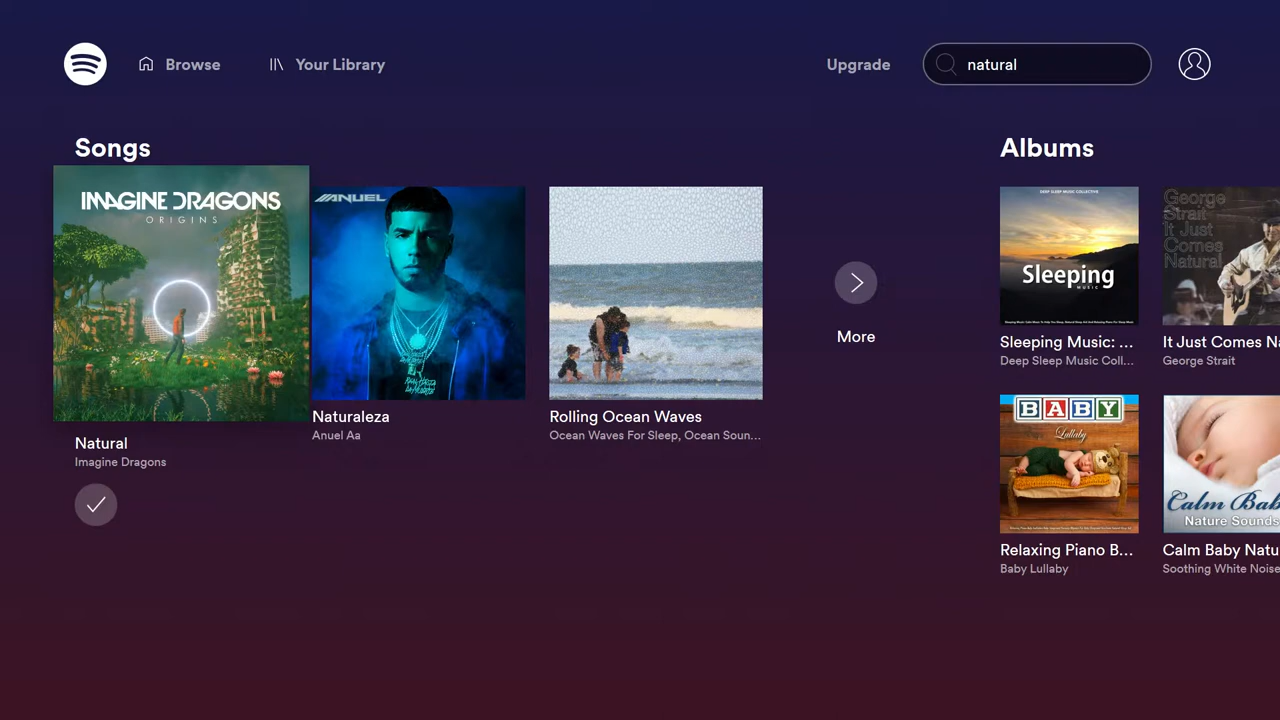 Browse
Your Library
Upgrade
natural
Songs
Albums
IMAGINE DRAGONS
ORIGINS
Natural
Imagine Dragons
ANUEL
Naturaleza
Anuel Aa
Rolling Ocean Waves
Ocean Waves For Sleep, Ocean Soun...
More
DEEP SLEEP MUSIC COLLECTIVE
Sleeping
MUSIC
Sleeping Music: ...
Deep Sleep Music Coll...
George
Strait
It Just
Comes
Natural
It Just Comes Na
George Strait
BABY
Lullaby
Relaxing Piano B...
Baby Lullaby
Calm Bab
Nature Sounds
Calm Baby Natu
Soothing White Noise